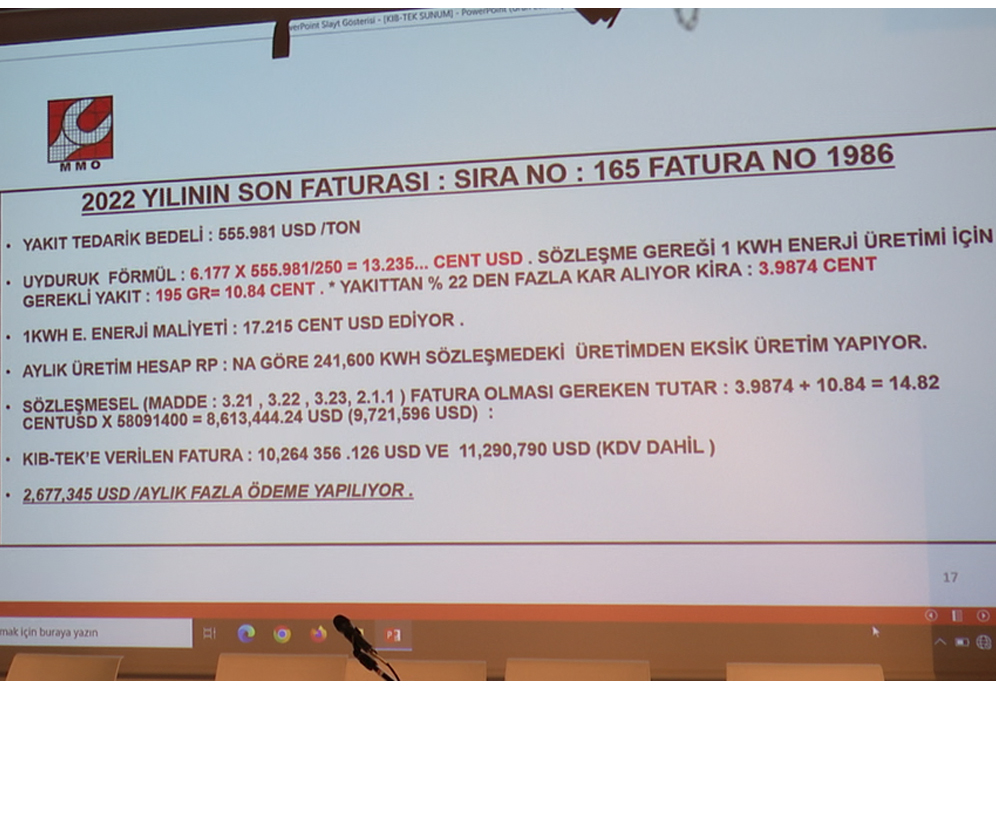 PowerPoint Slayt Gösterisi - [KIB-TEK SUNUM] - PowerPoint
MMO
2022 YILININ SON FATURASI : SIRA NO : 165 FATURA NO 1986
• YAKIT TEDARİK BEDELİ : 555.981 USD /TON
• UYDURUK FÖRMÜL : 6.177 X 555.981/250 = 13.235... CENT USD . SÖZLEŞME GEREĞİ 1 KWH ENERJİ ÜRETİMİ İÇİN
GEREKLİ YAKIT : 195 GR= 10.84 CENT . * YAKITTAN % 22 DEN FAZLA KAR ALIYOR KİRA : 3.9874 CENT
• 1KWH E. ENERJİ MALİYETİ : 17.215 CENT USD EDİYOR .
• AYLIK ÜRETİM HESAP RP : NA GÖRE 241,600 KWH SÖZLEŞMEDEKİ ÜRETİMDEN EKSİK ÜRETİM YAPIYOR.
• SÖZLEŞMESEL (MADDE : 3.21 , 3.22 , 3.23, 2.1.1 ) FATURA OLMASI GEREKEN TUTAR : 3.9874 + 10.84 = 14.82
CENTUSD X 58091400 = 8,613,444.24 USD (9,721,596 USD) :
• KIB-TEK'E VERİLEN FATURA : 10,264 356 .126 USD VE 11,290,790 USD (KDV DAHİL )
• 2,677,345 USD /AYLIK FAZLA ÖDEME YAPILIYOR .
17
mak için buraya yazın